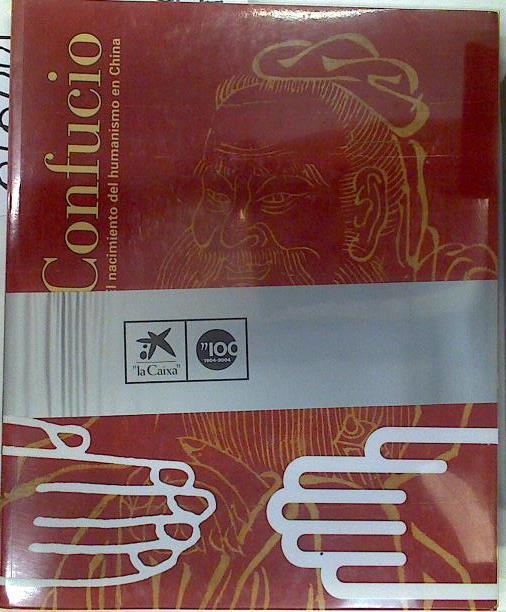 Confucio
El nacimiento del humanismo en China
"la Caixa"
"100
1904-2004